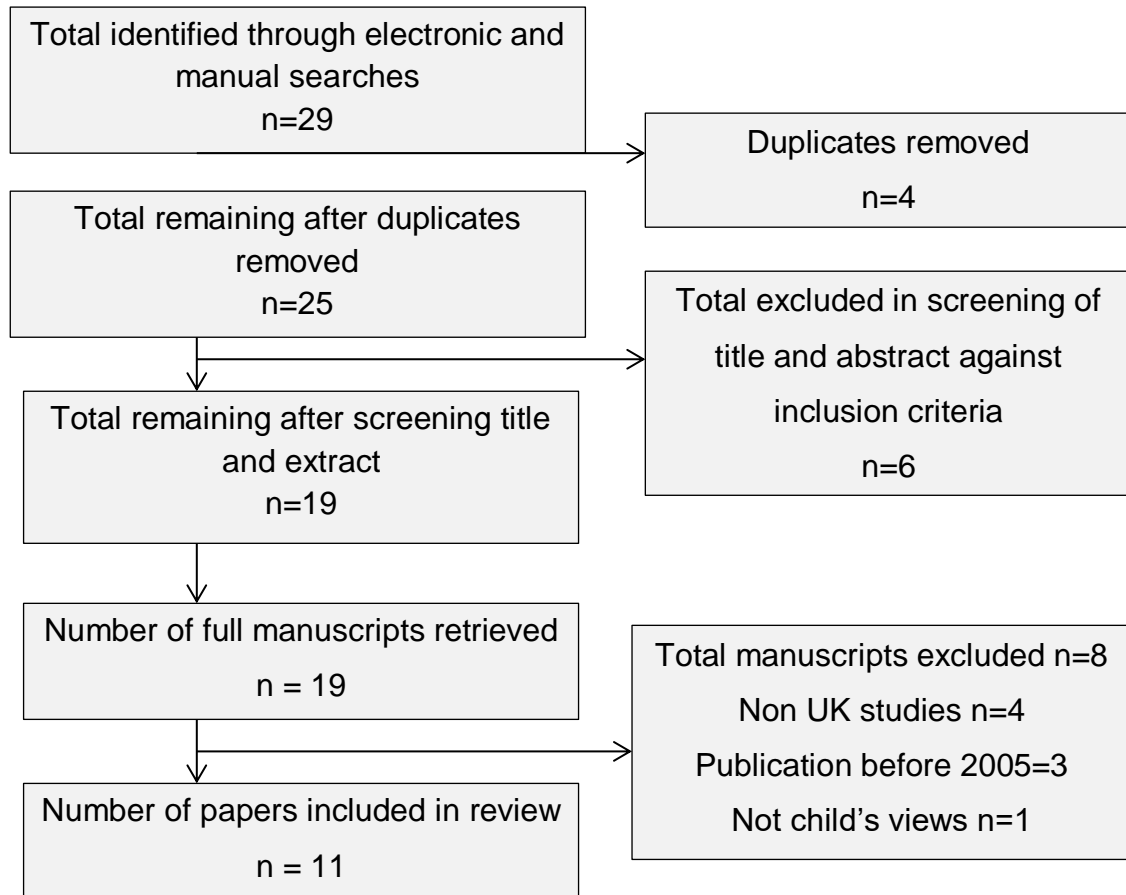 Total identified through electronic and
manual searches
n=29
Duplicates removed
n=4
Total remaining after duplicates
removed
n=25
Total excluded in screening of
title and abstract against
inclusion criteria
n=6
Total remaining after screening title
and extract
n=19
Number of full manuscripts retrieved
n = 19
Total manuscripts excluded n=8
Non UK studies n=4
Publication before 2005=3
Not child’s views n=1
Number of papers included in review
n = 11